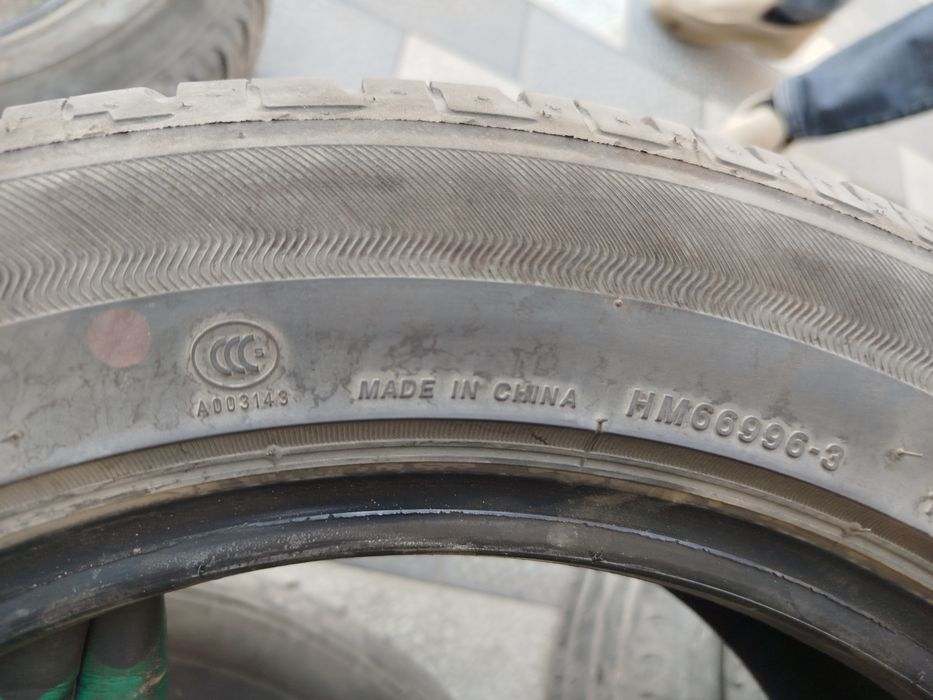 CCC S
A003143
MADE IN CHINA
HM66996-3